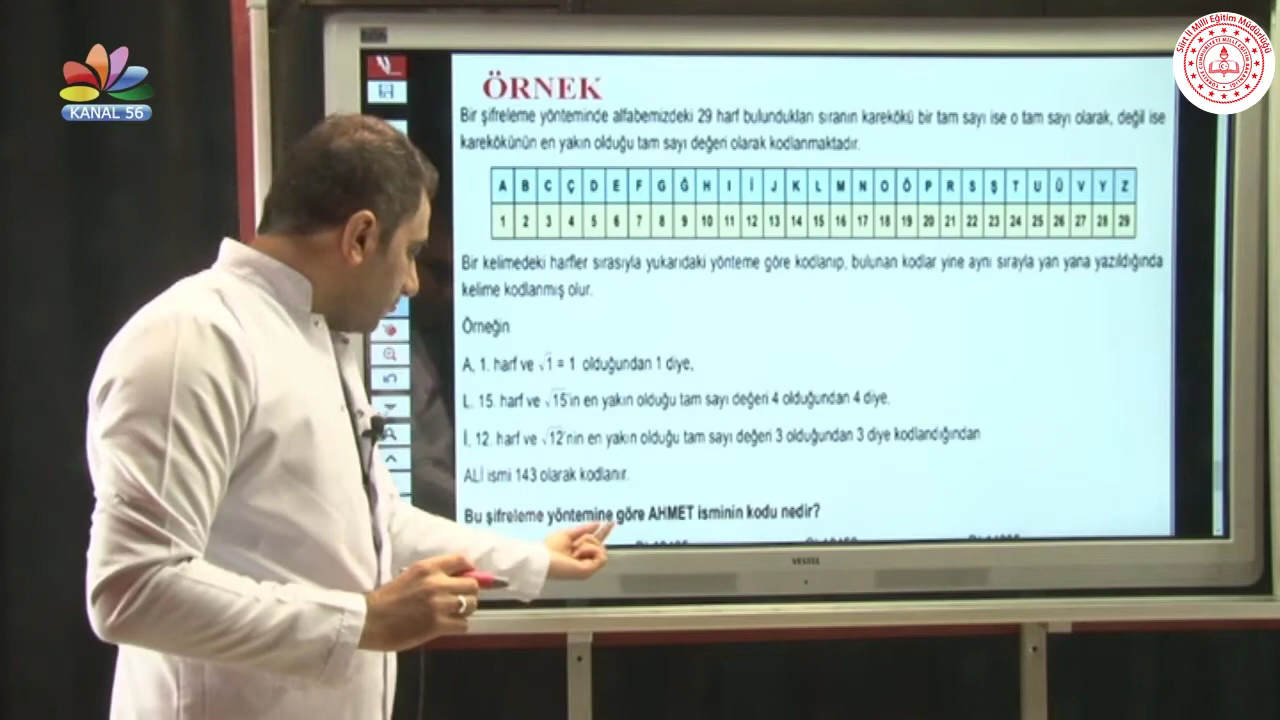 KANAL 56
Siirt İl Milli Eğitim Müdürlüğü
ÖRNEK
Bir şifreleme yönteminde alfabemizdeki 29 harf bulundukları sıranın karekökü bir tam sayı ise o tam sayı olarak, değil ise
karekökünün en yakın olduğu tam sayı değeri olarak kodlanmaktadır.
A B C Ç D E F G Ğ H I İ J K L M N O Ö P R S Ş T U Ü V Y Z
1 2 3 4 5 6 7 8 9 10 11 12 13 14 15 16 17 18 19 20 21 22 23 24 25 26 27 28 29
Bir kelimedeki harfler sırasıyla yukarıdaki yönteme göre kodlanıp, bulunan kodlar yine aynı sırayla yan yana yazıldığında
kelime kodlanmış olur.
Örneğin
A, 1. harf ve √1 = 1 olduğundan 1 diye,
L, 15. harf ve √15'in en yakın olduğu tam sayı değeri 4 olduğundan 4 diye,
İ, 12. harf ve √12'nin en yakın olduğu tam sayı değeri 3 olduğundan 3 diye kodlandığından
ALİ ismi 143 olarak kodlanır.
Bu şifreleme yöntemine göre AHMET isminin kodu nedir?
VESTEL